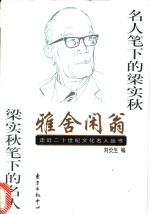 名人笔下的梁实秋
梁实秋笔下的名人
雅舍闲翁
走近二十世纪文化名人丛书
刘炎生 编
东方出版中心